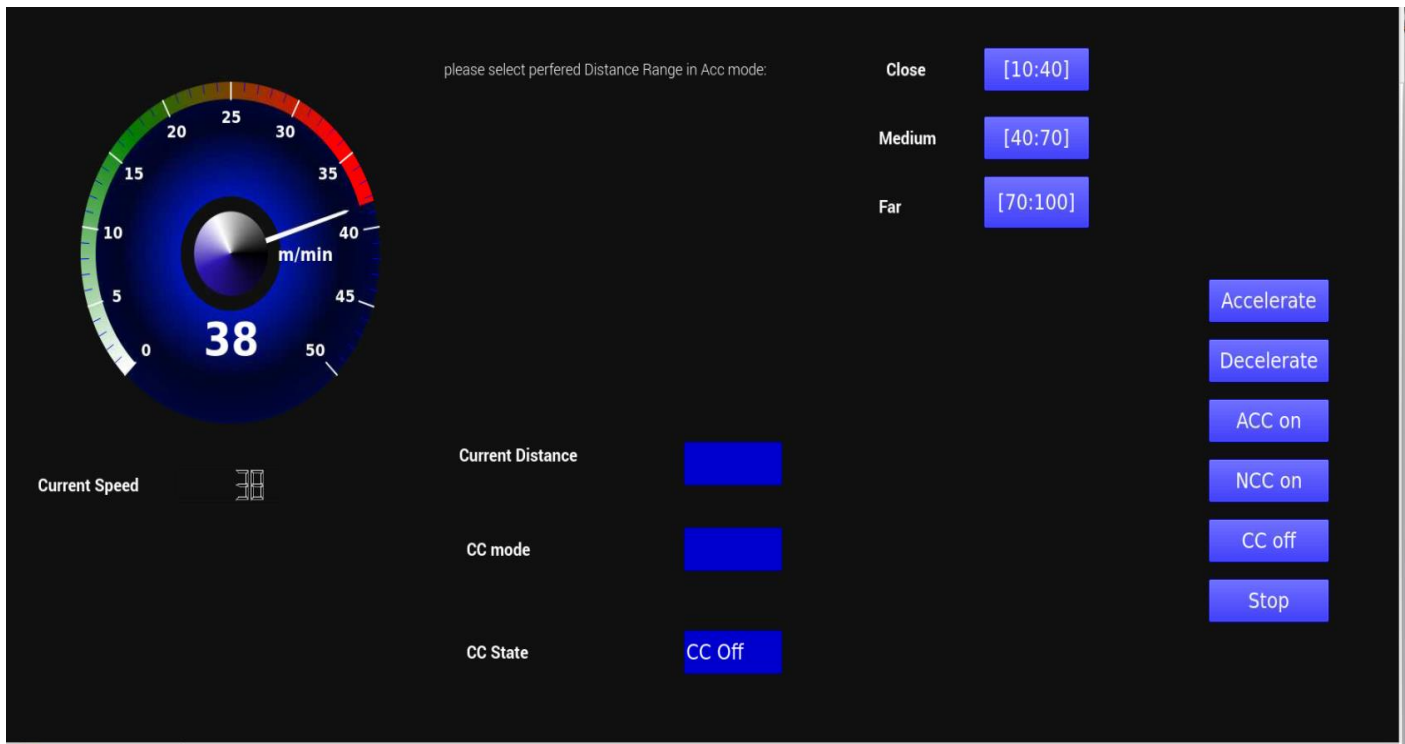 please select perfered Distance Range in Acc mode:
Close [10:40]
Medium [40:70]
Far [70:100]
0
5
10
15
20
25
30
35
40
45
50
m/min
38
Current Speed 38
Current Distance
CC mode
CC State CC Off
Accelerate
Decelerate
ACC on
NCC on
CC off
Stop